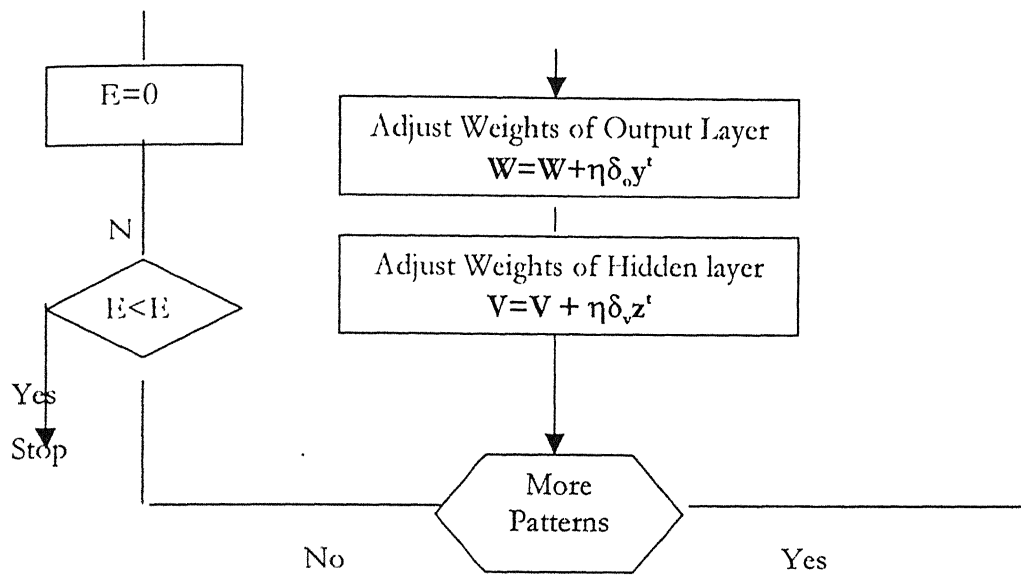 E=0
Adjust Weights of Output Layer
W=W+ηδₒyᵗ
N
Adjust Weights of Hidden layer
V=V + ηδᵥzᵗ
E<E
Yes
Stop
More
Patterns
No
Yes